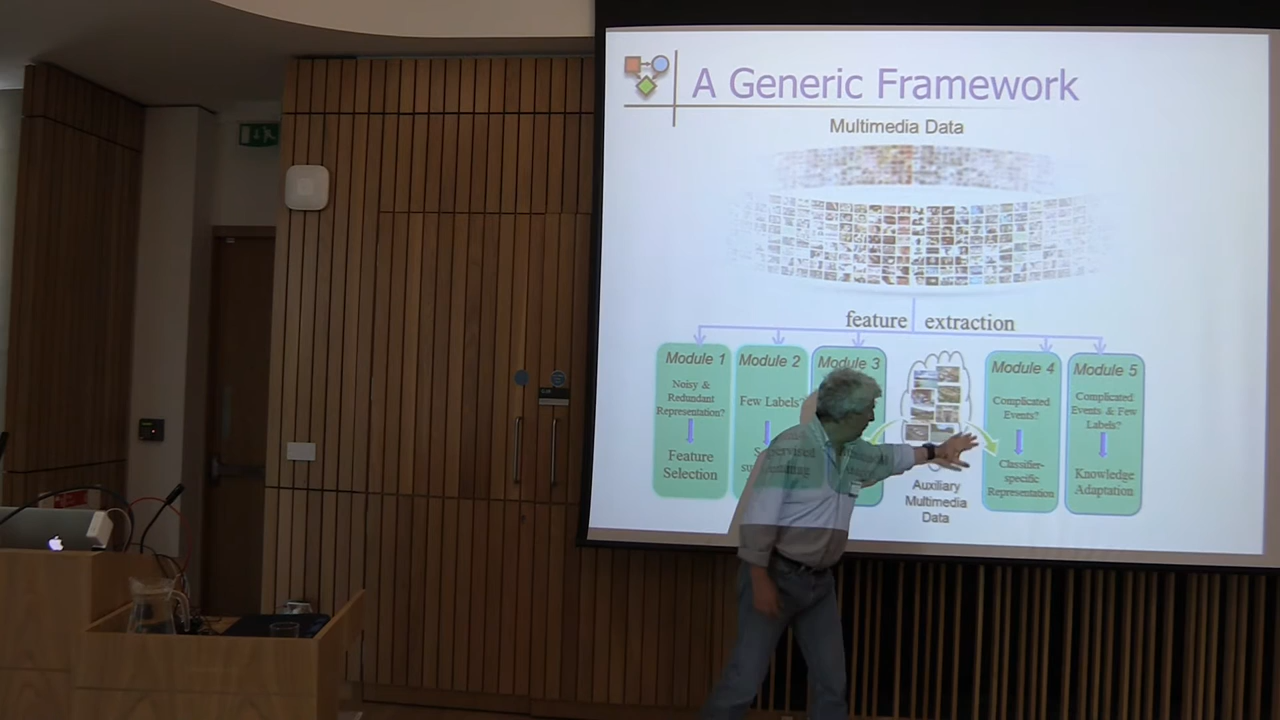 A Generic Framework
Multimedia Data
feature extraction
Module 1
Noisy &
Redundant
Representation?
Feature
Selection
Module 2
Few Labels?
Module 3
Auxiliary
Multimedia
Data
Module 4
Complicated
Events?
Classifier-
specific
Representation
Module 5
Complicated
Events & Few
Labels?
Knowledge
Adaptation